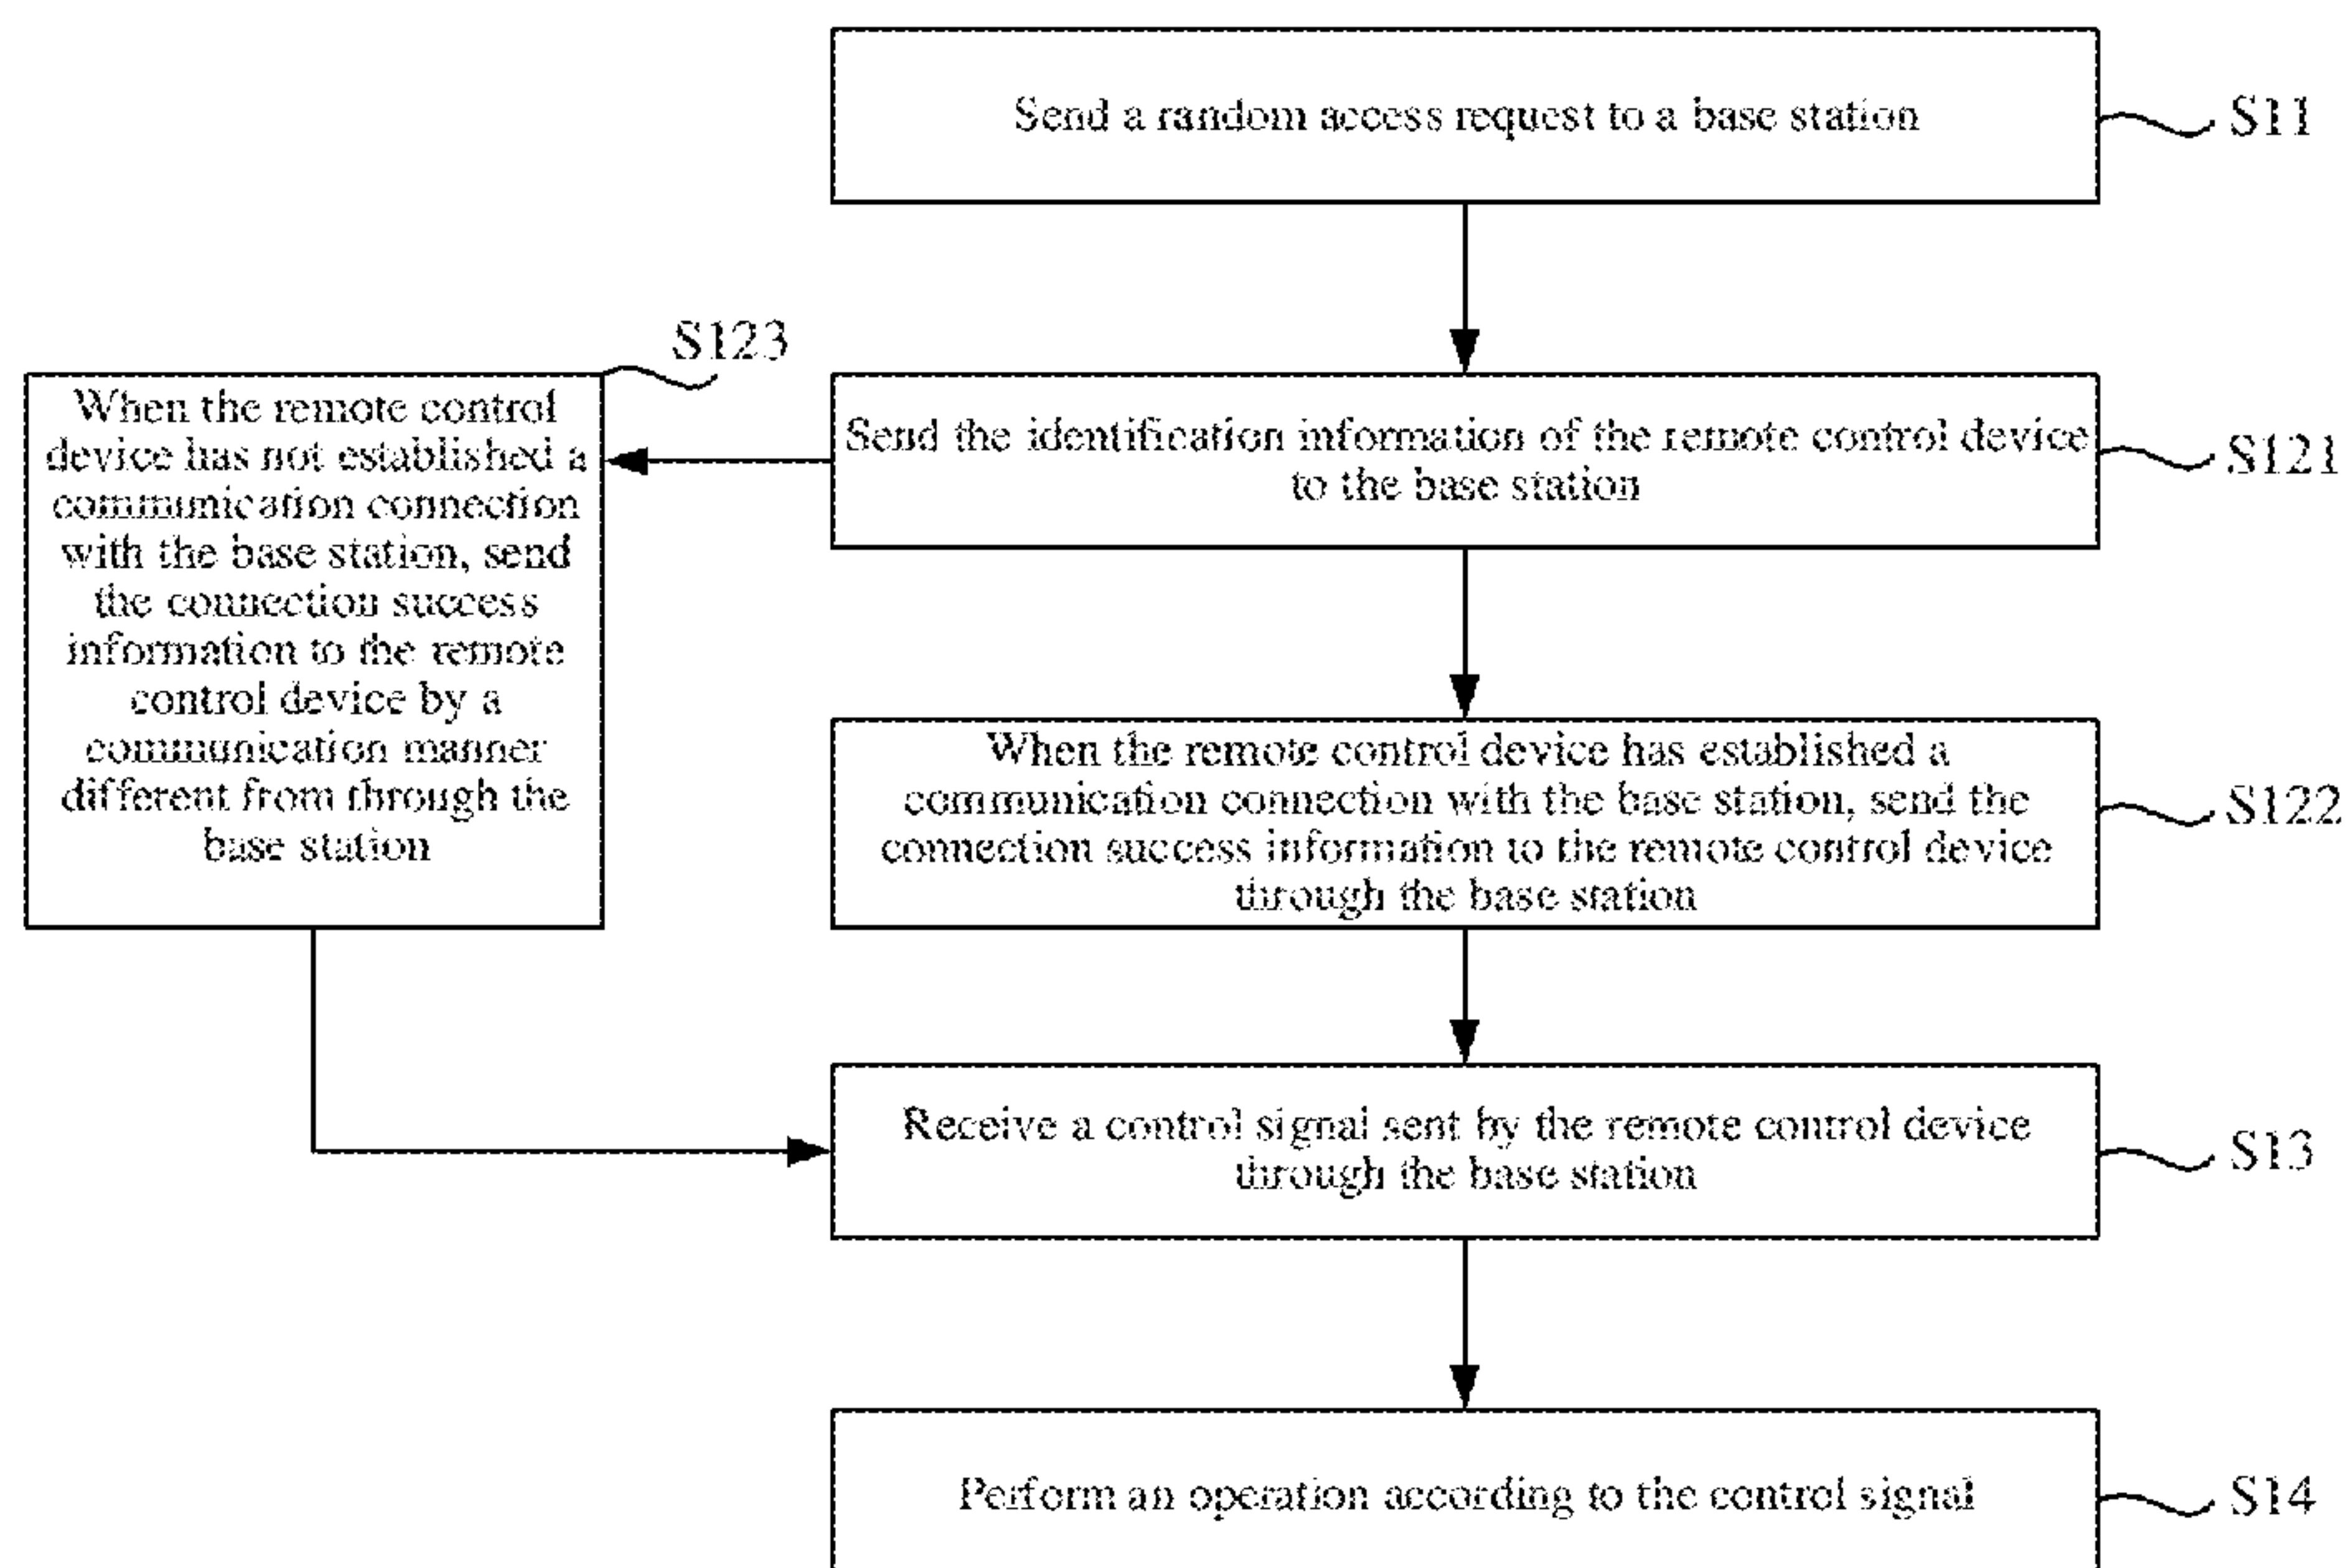 Send a random access request to a base station
S11
S123
When the remote control
device has not established a
communication connection
with the base station, send
the connection success
information to the remote
control device by a
communication manner
different from through the
base station
Send the identification information of the remote control device
to the base station
S121
When the remote control device has established a
communication connection with the base station, send the
connection success information to the remote control device
through the base station
S122
Receive a control signal sent by the remote control device
through the base station
S13
Perform an operation according to the control signal
S14